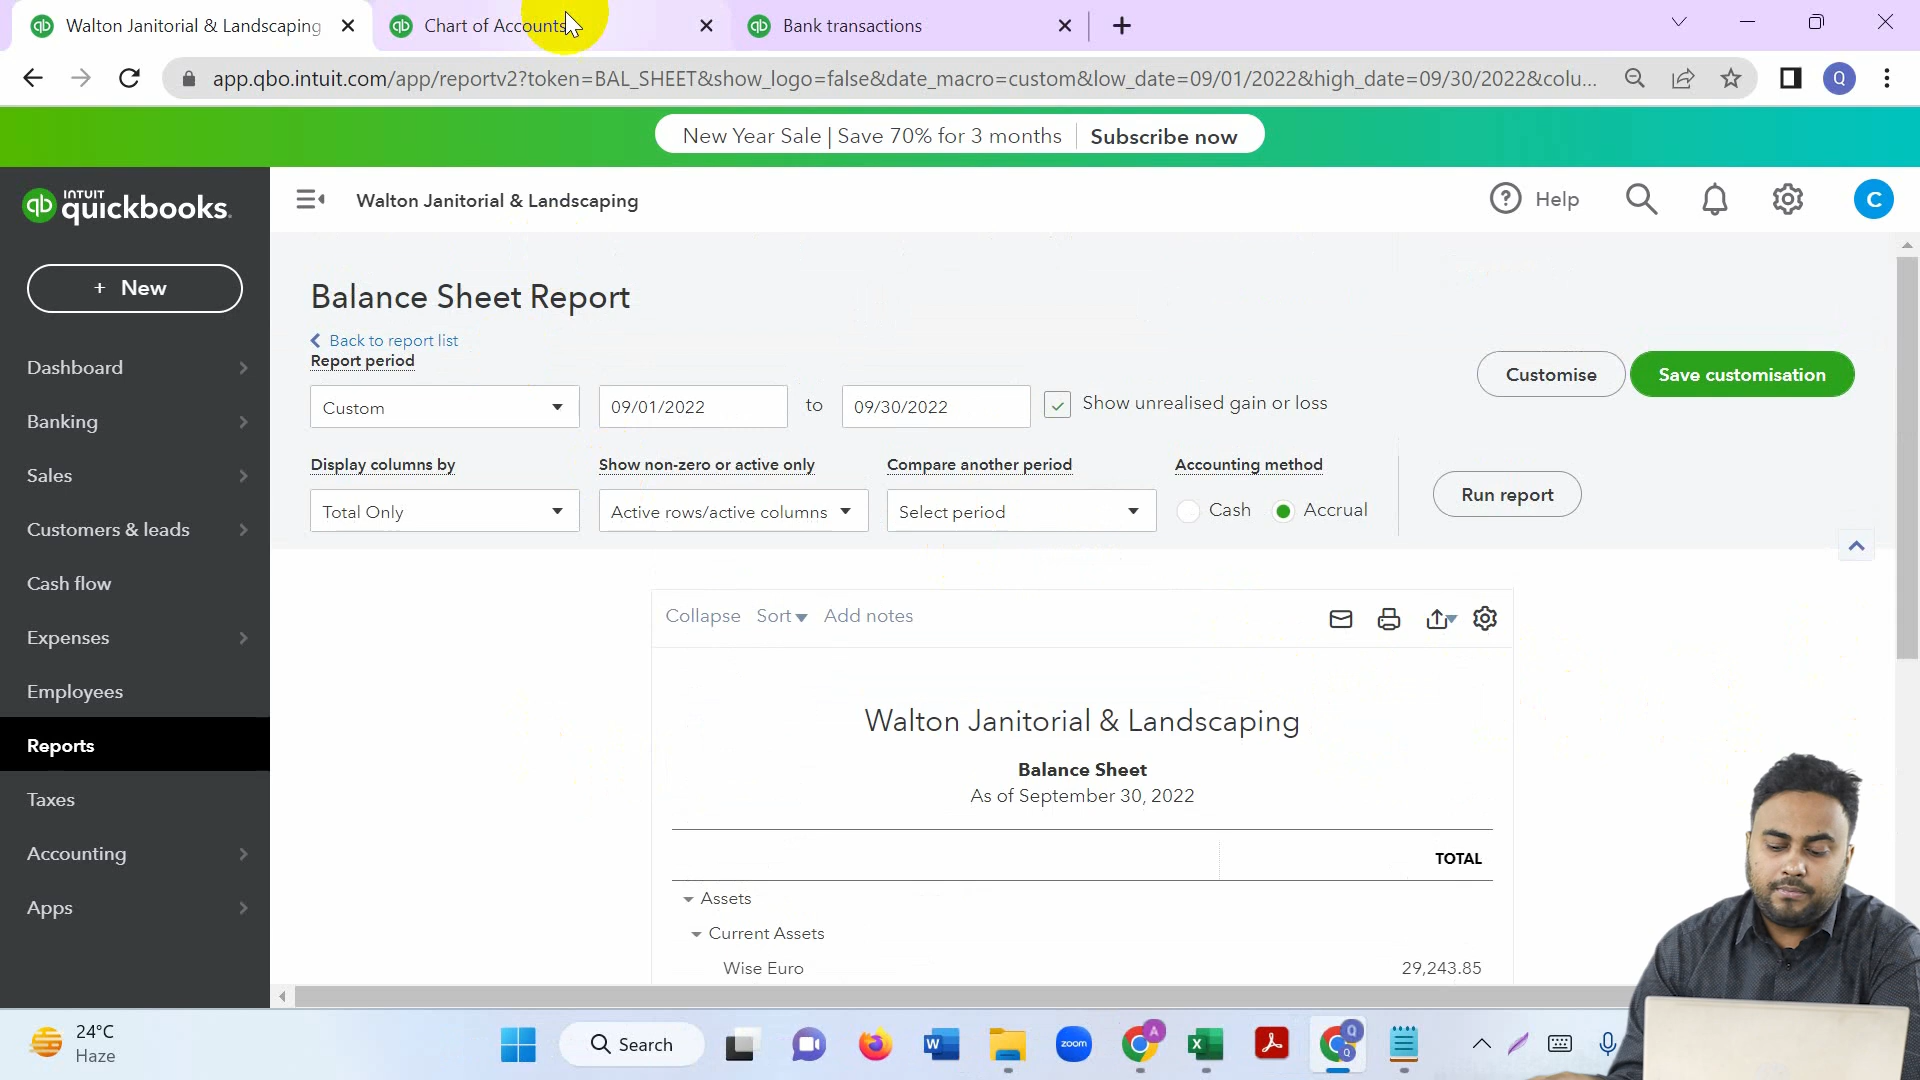 Walton Janitorial & Landscaping
Chart of Accounts
Bank transactions
app.qbo.intuit.com/app/reportv2?token=BAL_SHEET&show_logo=false&date_macro=custom&low_date=09/01/2022&high_date=09/30/2022&colu...
Q
New Year Sale | Save 70% for 3 months
Subscribe now
qb INTUIT quickbooks.
Walton Janitorial & Landscaping
Help
C
+ New
Dashboard
Banking
Sales
Customers & leads
Cash flow
Expenses
Employees
Reports
Taxes
Accounting
Apps
Balance Sheet Report
Back to report list
Report period
Custom
09/01/2022
to
09/30/2022
Show unrealised gain or loss
Customise
Save customisation
Display columns by
Show non-zero or active only
Compare another period
Accounting method
Total Only
Active rows/active columns
Select period
Cash
Accrual
Run report
Collapse
Sort
Add notes
Walton Janitorial & Landscaping
Balance Sheet
As of September 30, 2022
TOTAL
Assets
Current Assets
Wise Euro
29,243.85
24°C
Haze
Search
W
zoom
A
X
Q
Q